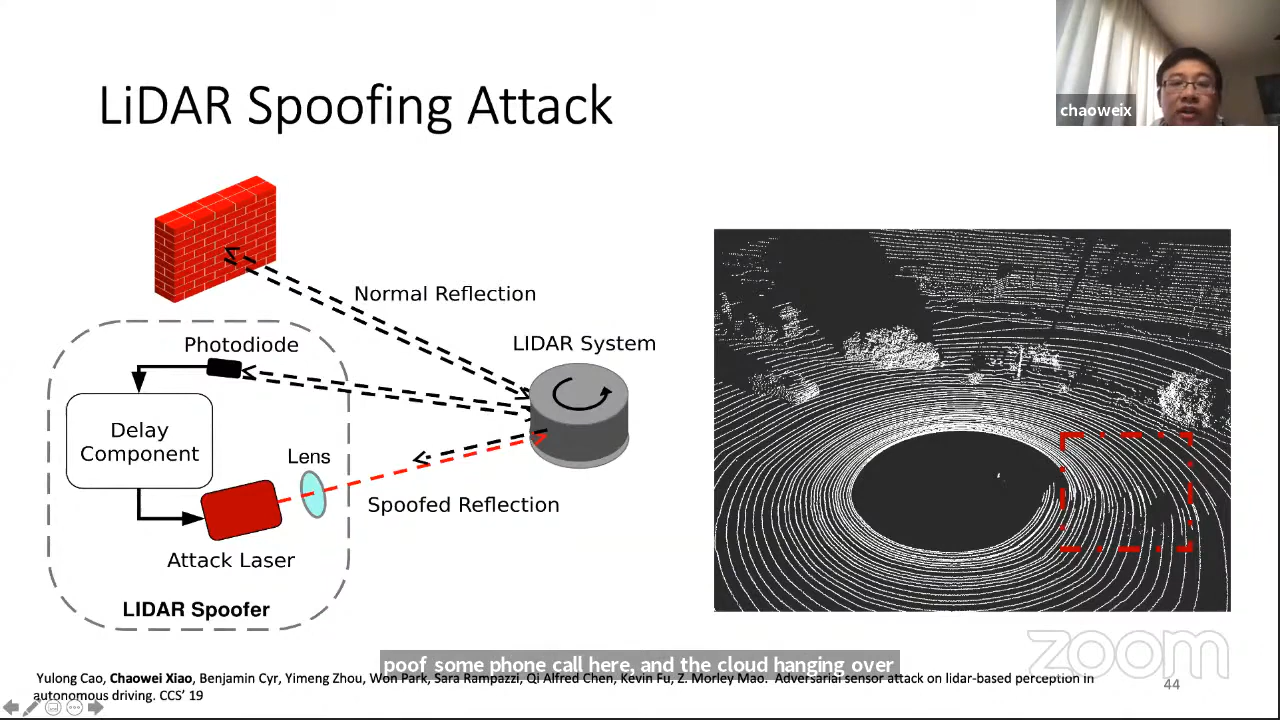 LiDAR Spoofing Attack
chaoweix
Normal Reflection
Photodiode
LIDAR System
Delay
Component
Lens
Spoofed Reflection
Attack Laser
LIDAR Spoofer
poof some phone call here, and the cloud hanging over
Yulong Cao, Chaowei Xiao, Benjamin Cyr, Yimeng Zhou, Won Park, Sara Rampazzi, Qi Alfred Chen, Kevin Fu, Z. Morley Mao. Adversarial sensor attack on lidar-based perception in
autonomous driving. CCS' 19
zoom
44